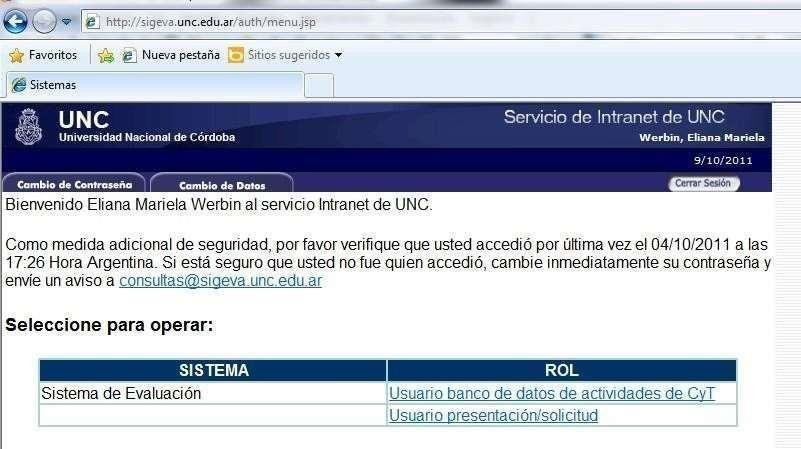 http://sigeva.unc.edu.ar/auth/menu.jsp
Favoritos Nueva pestaña Sitios sugeridos
Sistemas
UNC Servicio de Intranet de UNC
Universidad Nacional de Córdoba Werbin, Eliana Mariela
9/10/2011
Cambio de Contraseña Cambio de Datos Cerrar Sesión
Bienvenido Eliana Mariela Werbin al servicio Intranet de UNC.
Como medida adicional de seguridad, por favor verifique que usted accedió por última vez el 04/10/2011 a las
17:26 Hora Argentina. Si está seguro que usted no fue quien accedió, cambie inmediatamente su contraseña y
envíe un aviso a consultas@sigeva.unc.edu.ar
Seleccione para operar:
SISTEMA ROL
Sistema de Evaluación Usuario banco de datos de actividades de CyT
Usuario presentación/solicitud